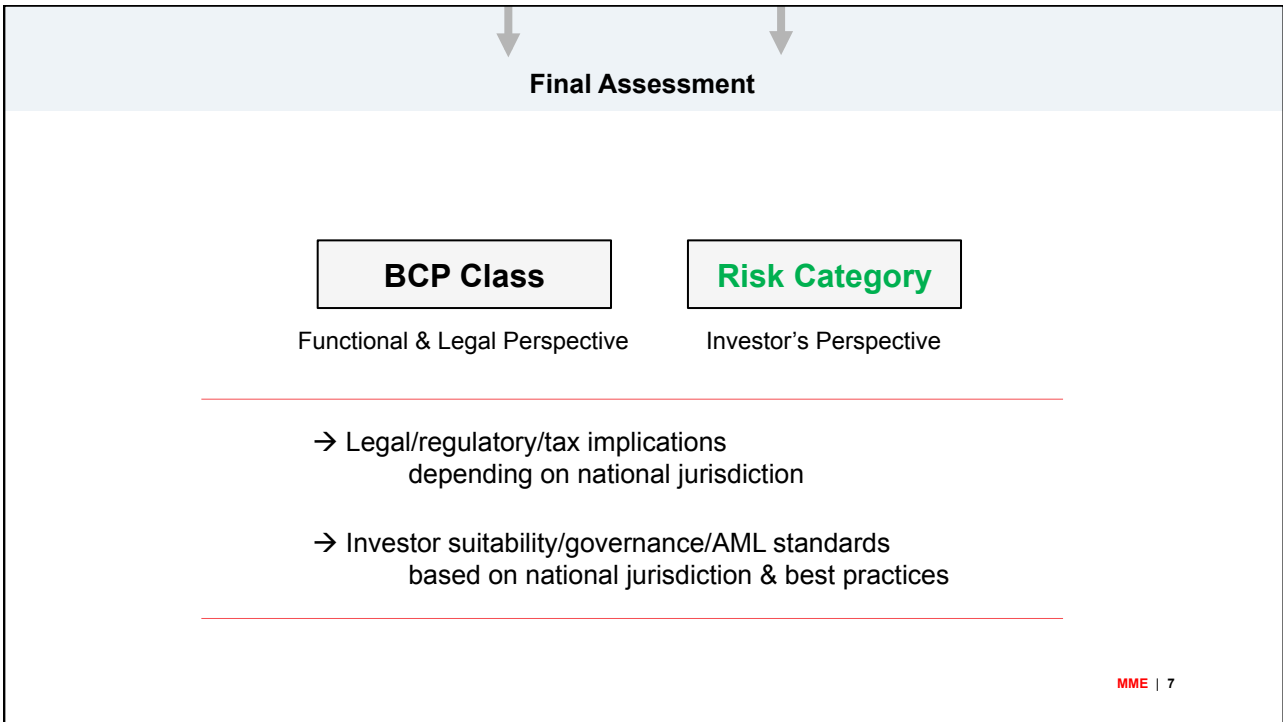 Final Assessment
BCP Class
Risk Category
Functional & Legal Perspective
Investor's Perspective
→ Legal/regulatory/tax implications
depending on national jurisdiction
→ Investor suitability/governance/AML standards
based on national jurisdiction & best practices
MME | 7